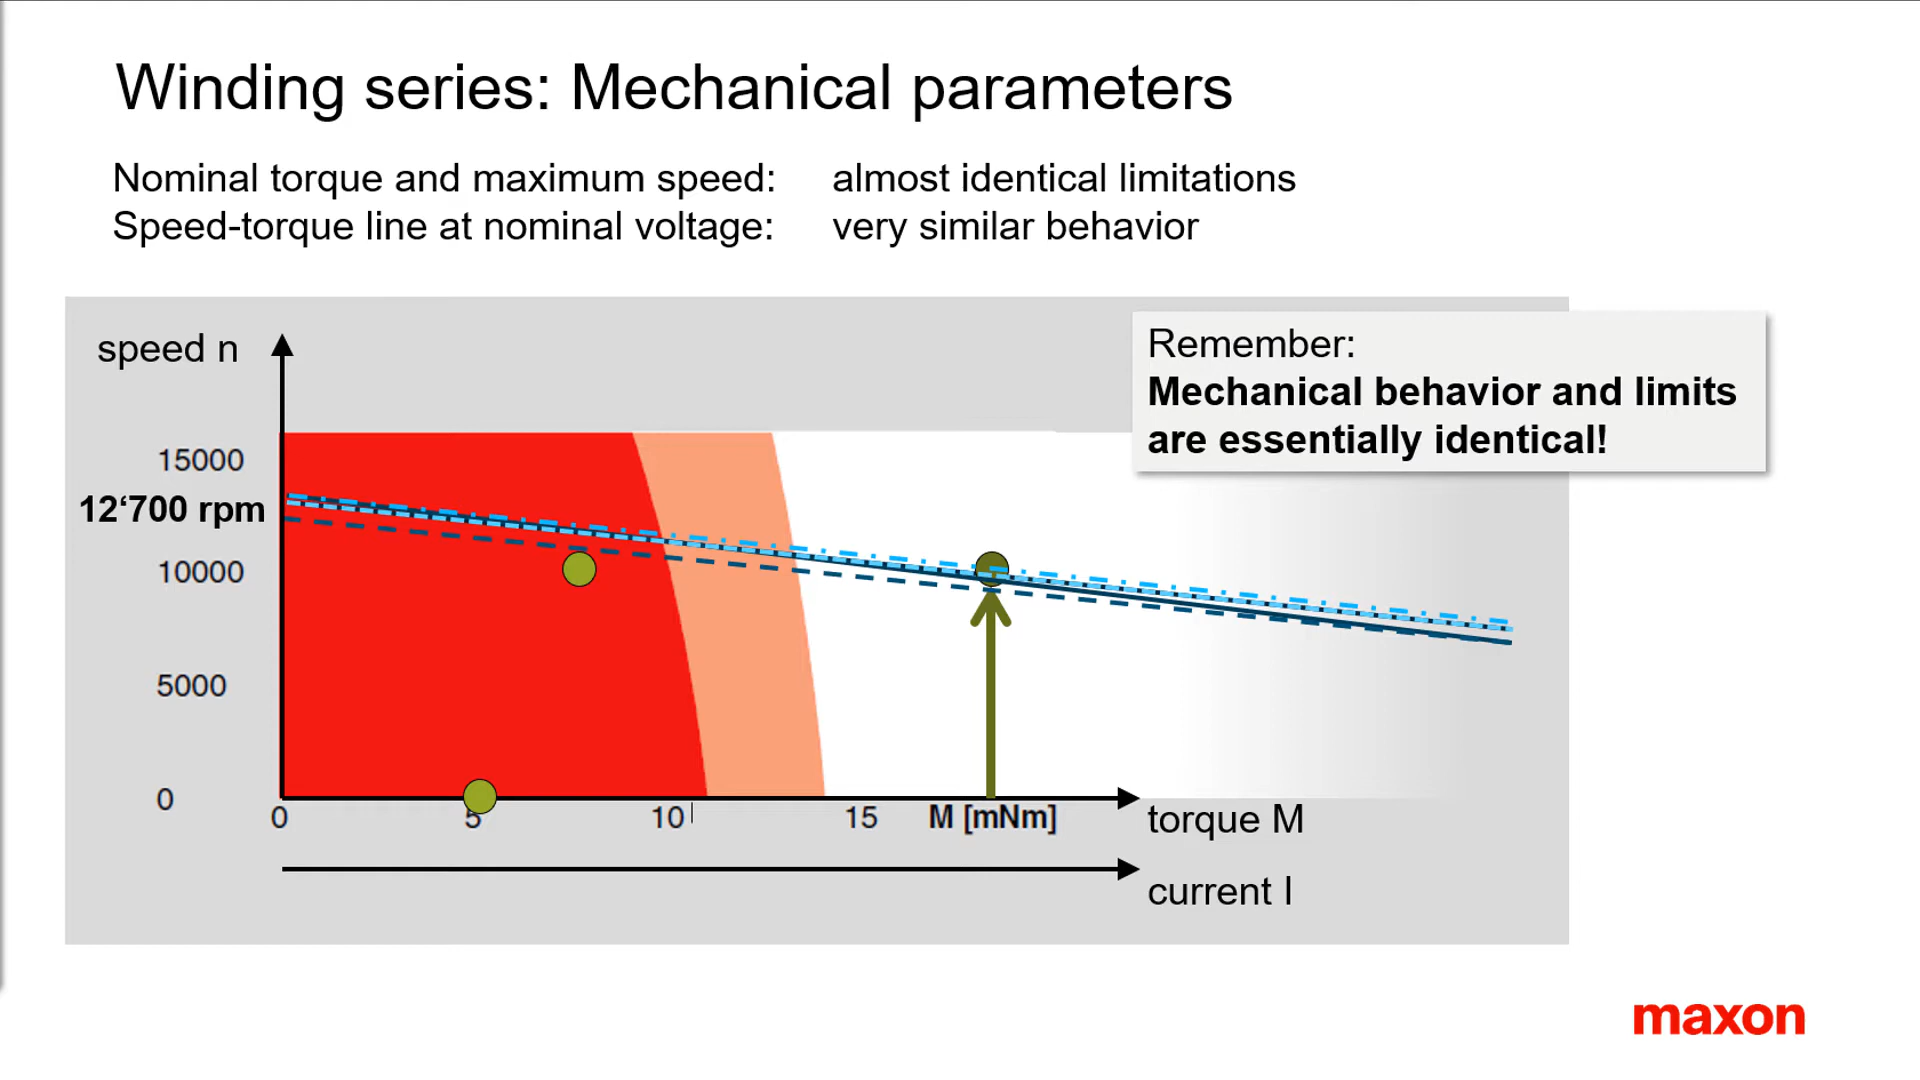 Winding series: Mechanical parameters
Nominal torque and maximum speed: almost identical limitations
Speed-torque line at nominal voltage: very similar behavior
speed n
Remember:
Mechanical behavior and limits
are essentially identical!
15000
12‘700 rpm
10000
5000
0
0 5 10 15 M [mNm]
torque M
current I
maxon